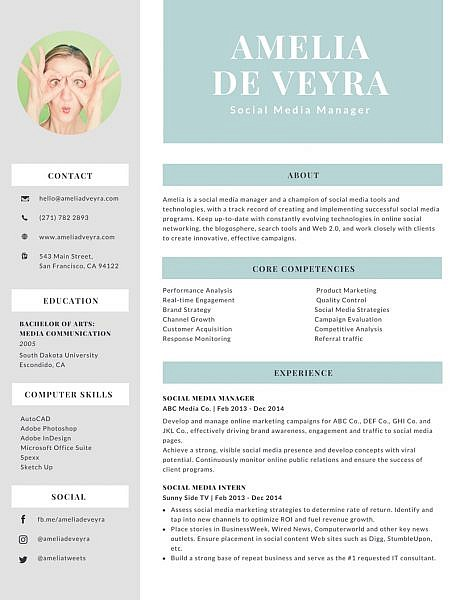 AMELIA
DE VEYRA
Social Media Manager
CONTACT
hello@ameliadveyra.com
(271) 782 2893
www.ameliadveyra.com
543 Main Street,
San Francisco, CA 94122
EDUCATION
BACHELOR OF ARTS:
MEDIA COMMUNICATION
2005
South Dakota University
Escondido, CA
COMPUTER SKILLS
AutoCAD
Adobe Photoshop
Adobe InDesign
Microsoft Office Suite
Spexx
Sketch Up
SOCIAL
fb.me/ameliadeveyra
@ameliadeveyra
@ameliatweets
ABOUT
Amelia is a social media manager and a champion of social media tools and
technologies, with a track record of creating and implementing successful social media
programs. Keep up-to-date with constantly evolving technologies in online social
networking, the blogosphere, search tools and Web 2.0, and work closely with clients
to create innovative, effective campaigns.
CORE COMPETENCIES
Performance Analysis
Real-time Engagement
Brand Strategy
Channel Growth
Customer Acquisition
Response Monitoring
Product Marketing
Quality Control
Social Media Strategies
Campaign Evaluation
Competitive Analysis
Referral traffic
EXPERIENCE
SOCIAL MEDIA MANAGER
ABC Media Co. | Feb 2013 - Dec 2014
Develop and manage online marketing campaigns for ABC Co., DEF Co., GHI Co. and
JKL Co., effectively driving brand awareness, engagement and traffic to social media
pages.
Achieve a strong, visible social media presence and develop concepts with viral
potential. Continuously monitor online public relations and ensure the success of
client programs.
SOCIAL MEDIA INTERN
Sunny Side TV | Feb 2013 - Dec 2014
• Assess social media marketing strategies to determine rate of return. Identify and
tap into new channels to optimize ROI and fuel revenue growth.
• Place stories in BusinessWeek, Wired News, Computerworld and other key news
outlets. Ensure placement in social content Web sites such as Digg, StumbleUpon,
etc.
• Build a strong base of repeat business and serve as the #1 requested IT consultant.